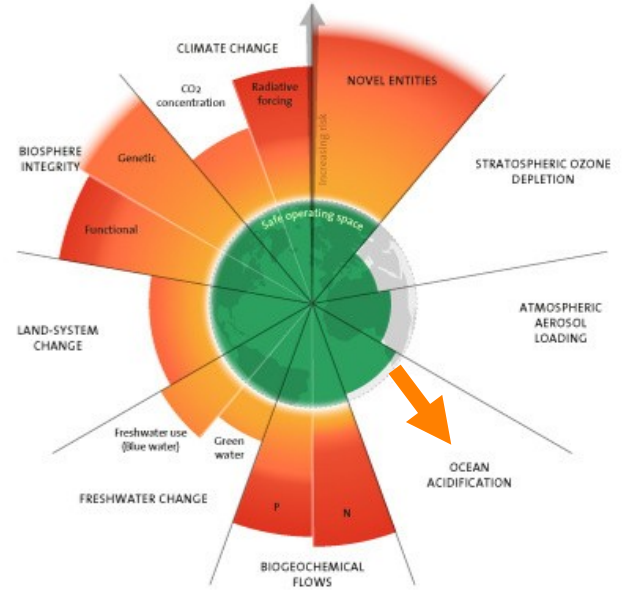 CLIMATE CHANGE
CO2
concentration
Radiative
forcing
Increasing risk
NOVEL ENTITIES
STRATOSPHERIC OZONE
DEPLETION
ATMOSPHERIC
AEROSOL
LOADING
OCEAN
ACIDIFICATION
BIOGEOCHEMICAL
FLOWS
P
N
FRESHWATER CHANGE
Green
water
Freshwater use
(Blue water)
LAND-SYSTEM
CHANGE
BIOSPHERE
INTEGRITY
Functional
Genetic
Safe operating space